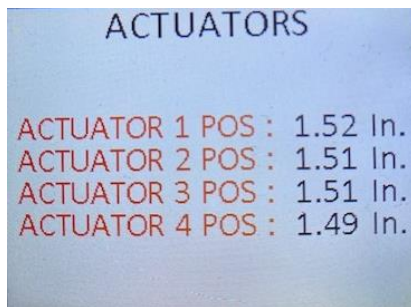 ACTUATORS
ACTUATOR 1 POS : 1.52 In.
ACTUATOR 2 POS : 1.51 In.
ACTUATOR 3 POS : 1.51 In.
ACTUATOR 4 POS : 1.49 In.